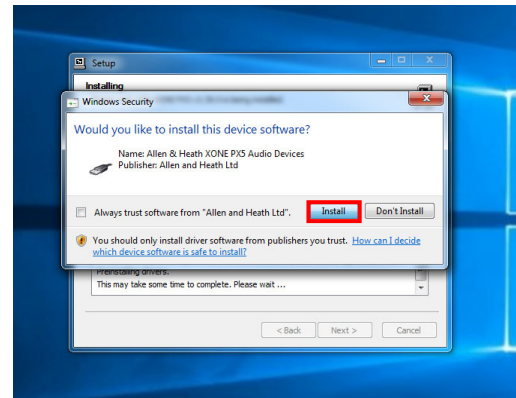 Setup
Installing
Windows Security
Would you like to install this device software?
Name: Allen & Heath XONE PX5 Audio Devices
Publisher: Allen and Heath Ltd
Always trust software from "Allen and Heath Ltd".
Install
Don't Install
You should only install driver software from publishers you trust. How can I decide
which device software is safe to install?
Preinstalling drivers.
This may take some time to complete. Please wait ...
< Back
Next >
Cancel